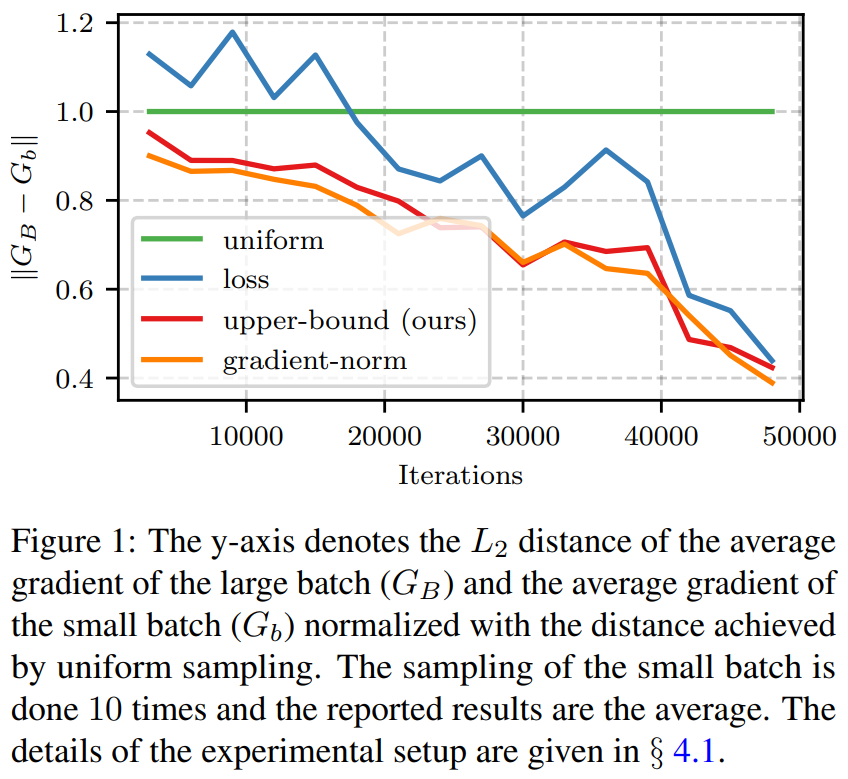 1.2
1.0
0.8
0.6
0.4
‖G_B − G_b‖
uniform
loss
upper-bound (ours)
gradient-norm
10000 20000 30000 40000 50000
Iterations
Figure 1: The y-axis denotes the L_2 distance of the average
gradient of the large batch (G_B) and the average gradient of
the small batch (G_b) normalized with the distance achieved
by uniform sampling. The sampling of the small batch is
done 10 times and the reported results are the average. The
details of the experimental setup are given in § 4.1.